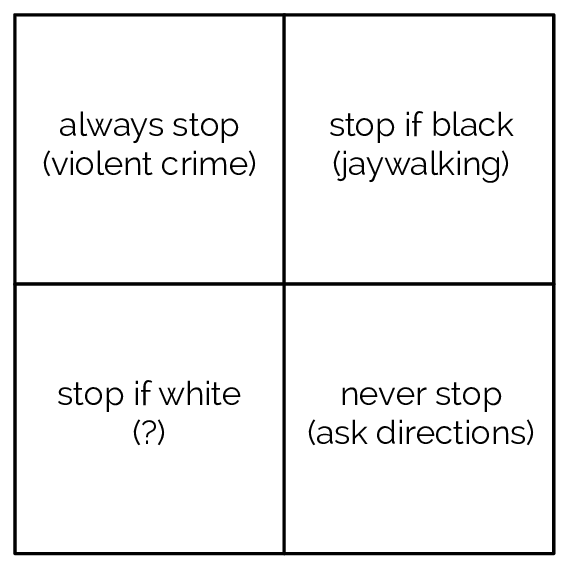 always stop
(violent crime)
stop if black
(jaywalking)
stop if white
(?)
never stop
(ask directions)